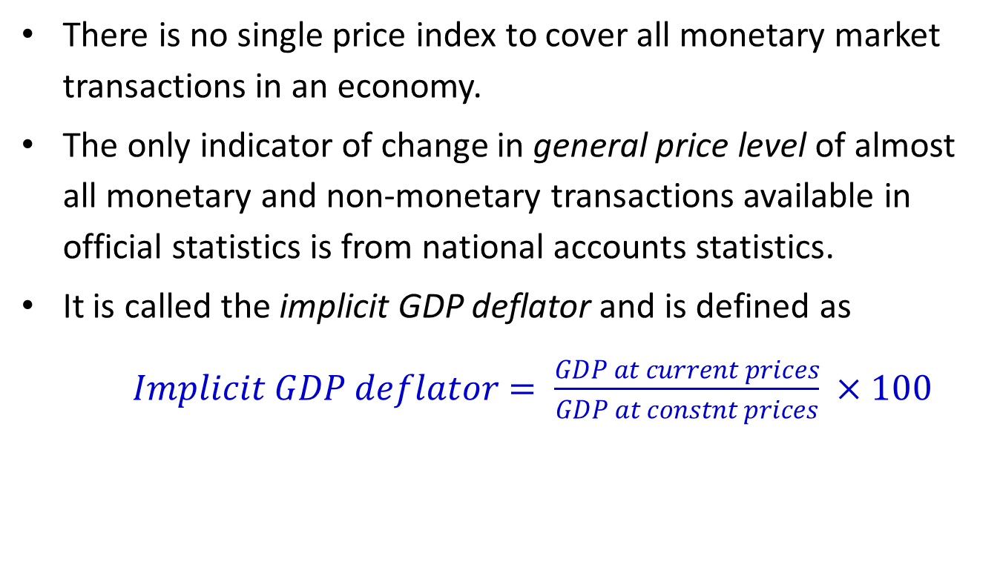 • There is no single price index to cover all monetary market
transactions in an economy.
• The only indicator of change in general price level of almost
all monetary and non-monetary transactions available in
official statistics is from national accounts statistics.
• It is called the implicit GDP deflator and is defined as
Implicit GDP deflator = GDP at current prices / GDP at constnt prices × 100